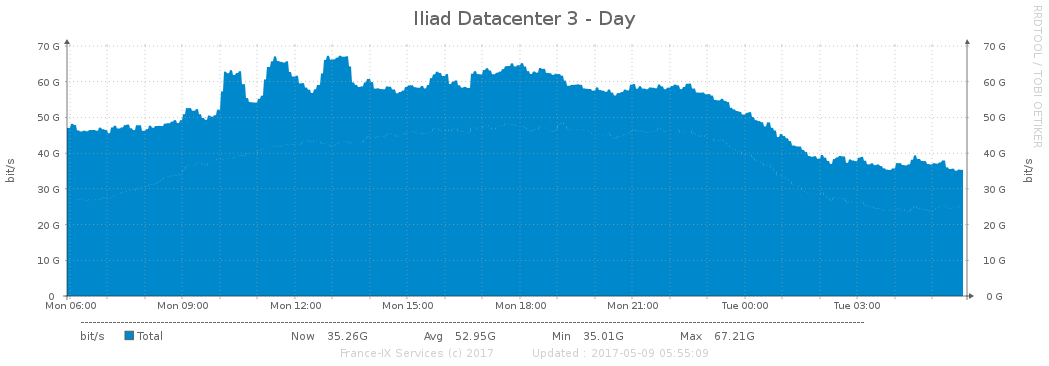 Iliad Datacenter 3 - Day
RRDTOOL / TOBI OETIKER
bit/s
bit/s
70 G 70 G
60 G 60 G
50 G 50 G
40 G 40 G
30 G 30 G
20 G 20 G
10 G 10 G
0 0 G
Mon 06:00 Mon 09:00 Mon 12:00 Mon 15:00 Mon 18:00 Mon 21:00 Tue 00:00 Tue 03:00
bit/s Total Now 35.26G Avg 52.95G Min 35.01G Max 67.21G
France-IX Services (c) 2017 Updated : 2017-05-09 05:55:09